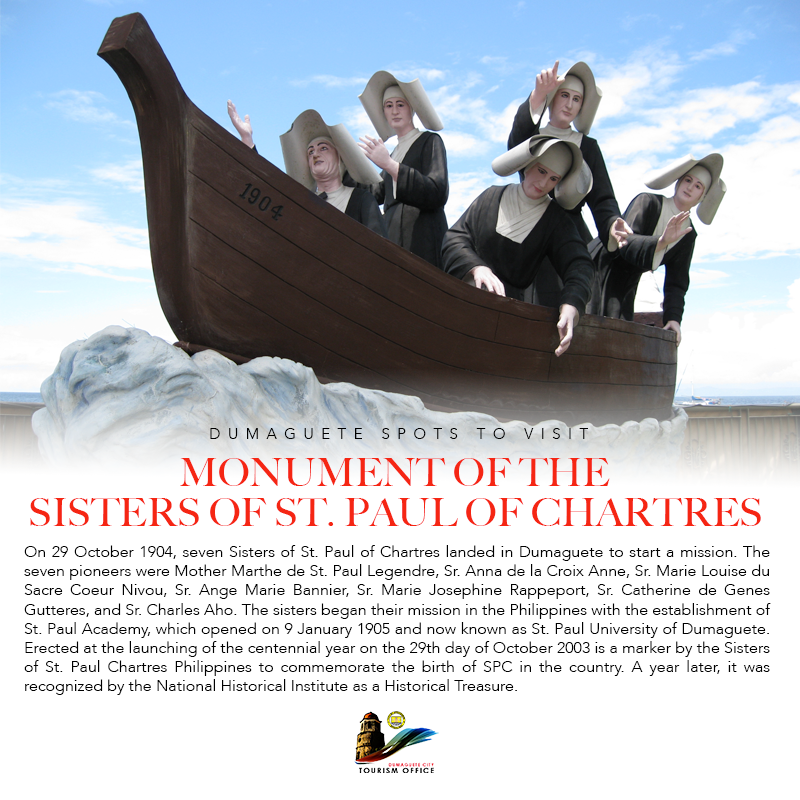 1904
DUMAGUETE SPOTS TO VISIT
MONUMENT OF THE
SISTERS OF ST. PAUL OF CHARTRES
On 29 October 1904, seven Sisters of St. Paul of Chartres landed in Dumaguete to start a mission. The
seven pioneers were Mother Marthe de St. Paul Legendre, Sr. Anna de la Croix Anne, Sr. Marie Louise du
Sacre Coeur Nivou, Sr. Ange Marie Bannier, Sr. Marie Josephine Rappeport, Sr. Catherine de Genes
Gutteres, and Sr. Charles Aho. The sisters began their mission in the Philippines with the establishment of
St. Paul Academy, which opened on 9 January 1905 and now known as St. Paul University of Dumaguete.
Erected at the launching of the centennial year on the 29th day of October 2003 is a marker by the Sisters
of St. Paul Chartres Philippines to commemorate the birth of SPC in the country. A year later, it was
recognized by the National Historical Institute as a Historical Treasure.
DUMAGUETE CITY
TOURISM OFFICE